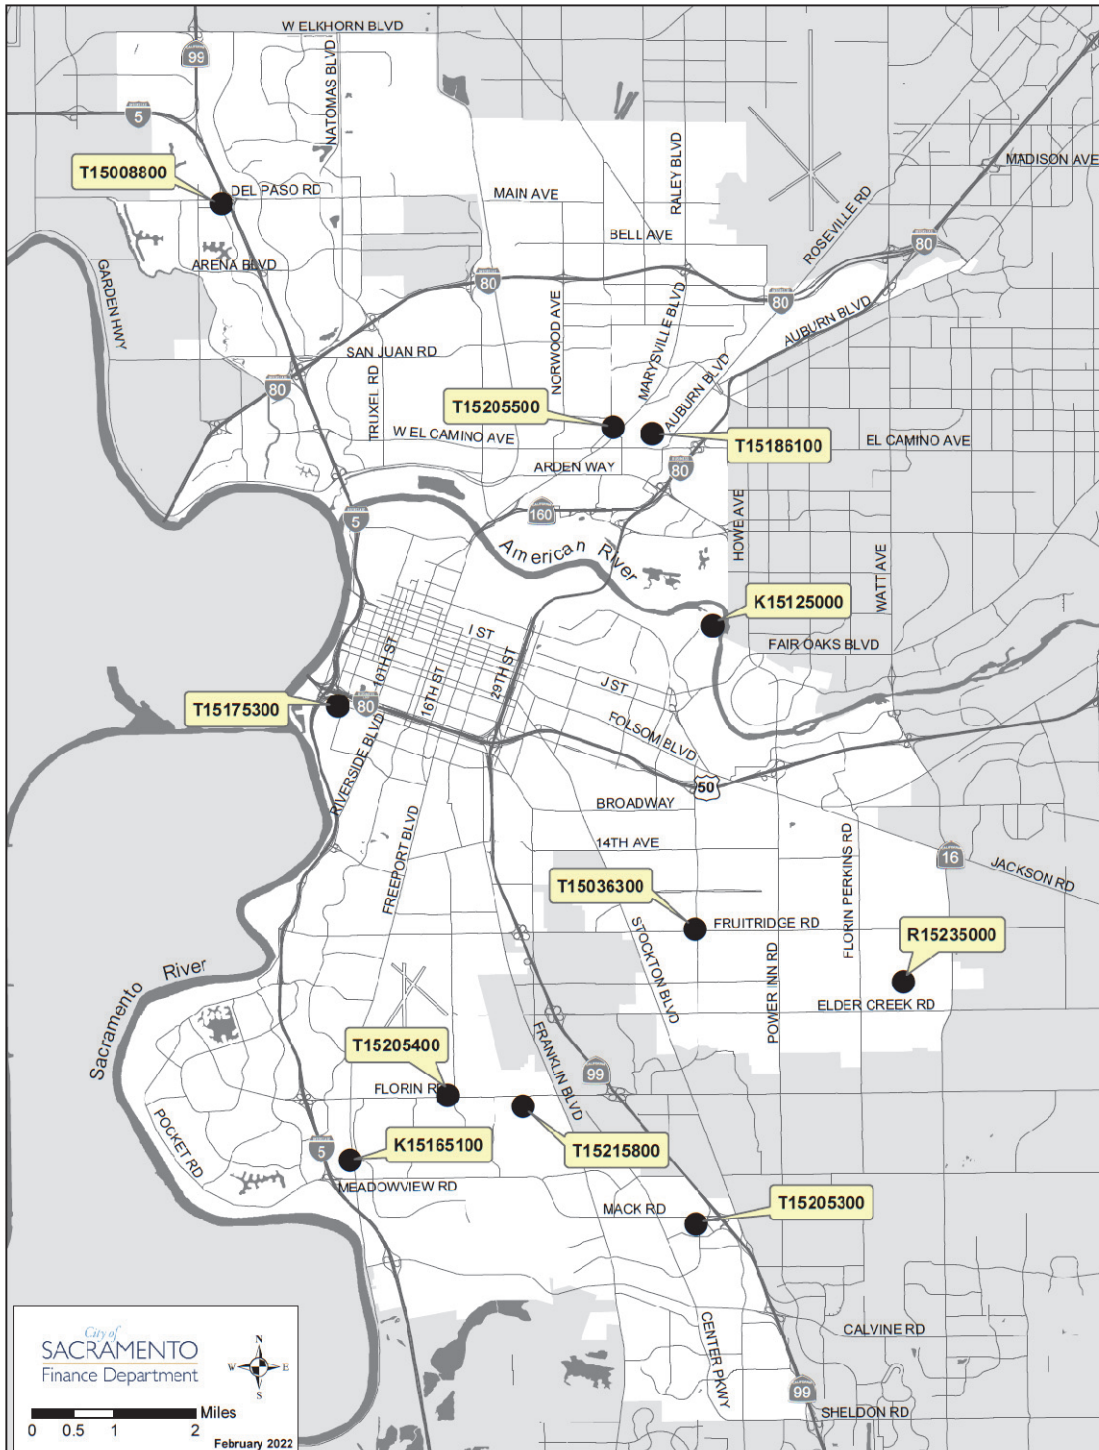 W ELKHORN BLVD
99
NATOMAS BLVD
5
T15008800
DEL PASO RD
MAIN AVE
RALEY BLVD
MADISON AVE
BELL AVE
ROSEVILLE RD
80
ARENA BLVD
GARDEN HWY
80
80
NORWOOD AVE
MARYSVILLE BLVD
AUBURN BLVD
SAN JUAN RD
80
TRUXEL RD
AUBURN BLVD
T15205500
W EL CAMINO AVE
T15186100
EL CAMINO AVE
ARDEN WAY
80
160
5
HOWE AVE
American River
WATT AVE
K15125000
I ST
FAIR OAKS BLVD
10TH ST
16TH ST
29TH ST
J ST
T15175300
80
FOLSOM BLVD
RIVERSIDE BLVD
50
BROADWAY
FREEPORT BLVD
14TH AVE
FLORIN PERKINS RD
16
JACKSON RD
T15036300
FRUITRIDGE RD
STOCKTON BLVD
POWER INN RD
R15235000
Sacramento River
ELDER CREEK RD
T15205400
FRANKLIN BLVD
99
FLORIN R
POCKET RD
5
K15165100
T15215800
MEADOWVIEW RD
MACK RD
T15205300
CENTER PKWY
CALVINE RD
99
SHELDON RD
City of
SACRAMENTO
Finance Department
N
W E
S
Miles
0 0.5 1 2
February 2022